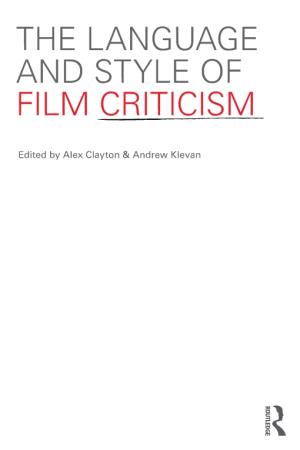 THE LANGUAGE
AND STYLE OF
FILM CRITICISM
Edited by Alex Clayton & Andrew Klevan
ROUTLEDGE